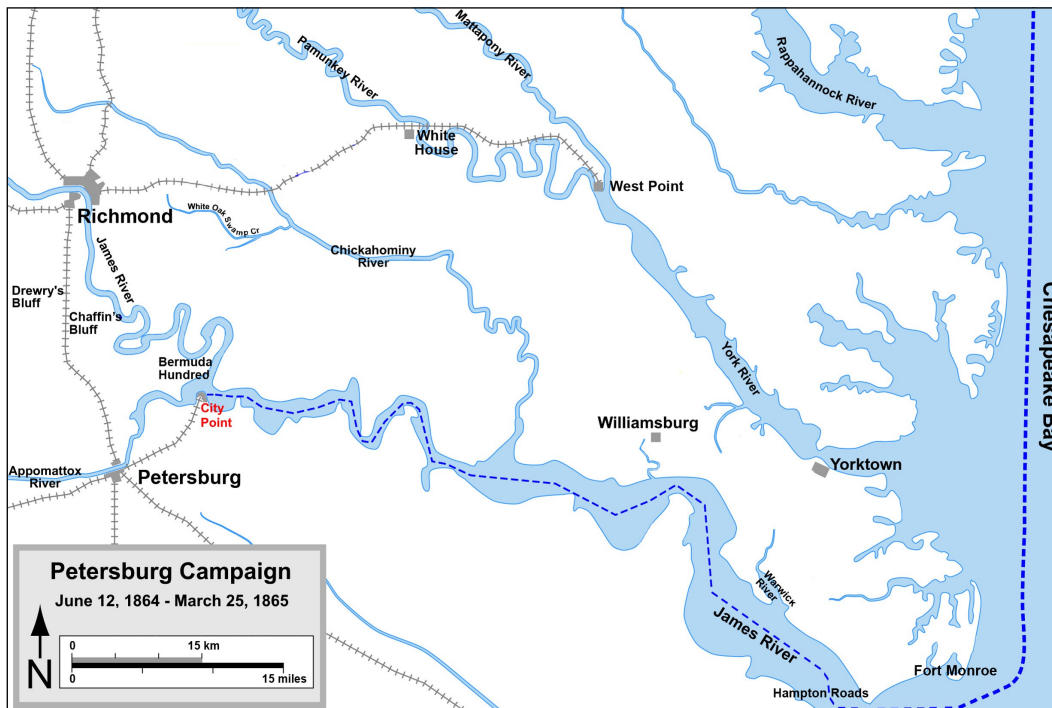 Pamunkey River
Mattapony River
Rappahannock River
White
House
West Point
Richmond
White Oak Swamp Cr
Chickahominy
River
James River
Drewry's
Bluff
Chaffin's
Bluff
Bermuda
Hundred
City
Point
York River
Chesapeake Bay
Williamsburg
Yorktown
Appomattox
River
Petersburg
Warwick
River
James River
Fort Monroe
Hampton Roads
Petersburg Campaign
June 12, 1864 - March 25, 1865
N
0 15 km
0 15 miles